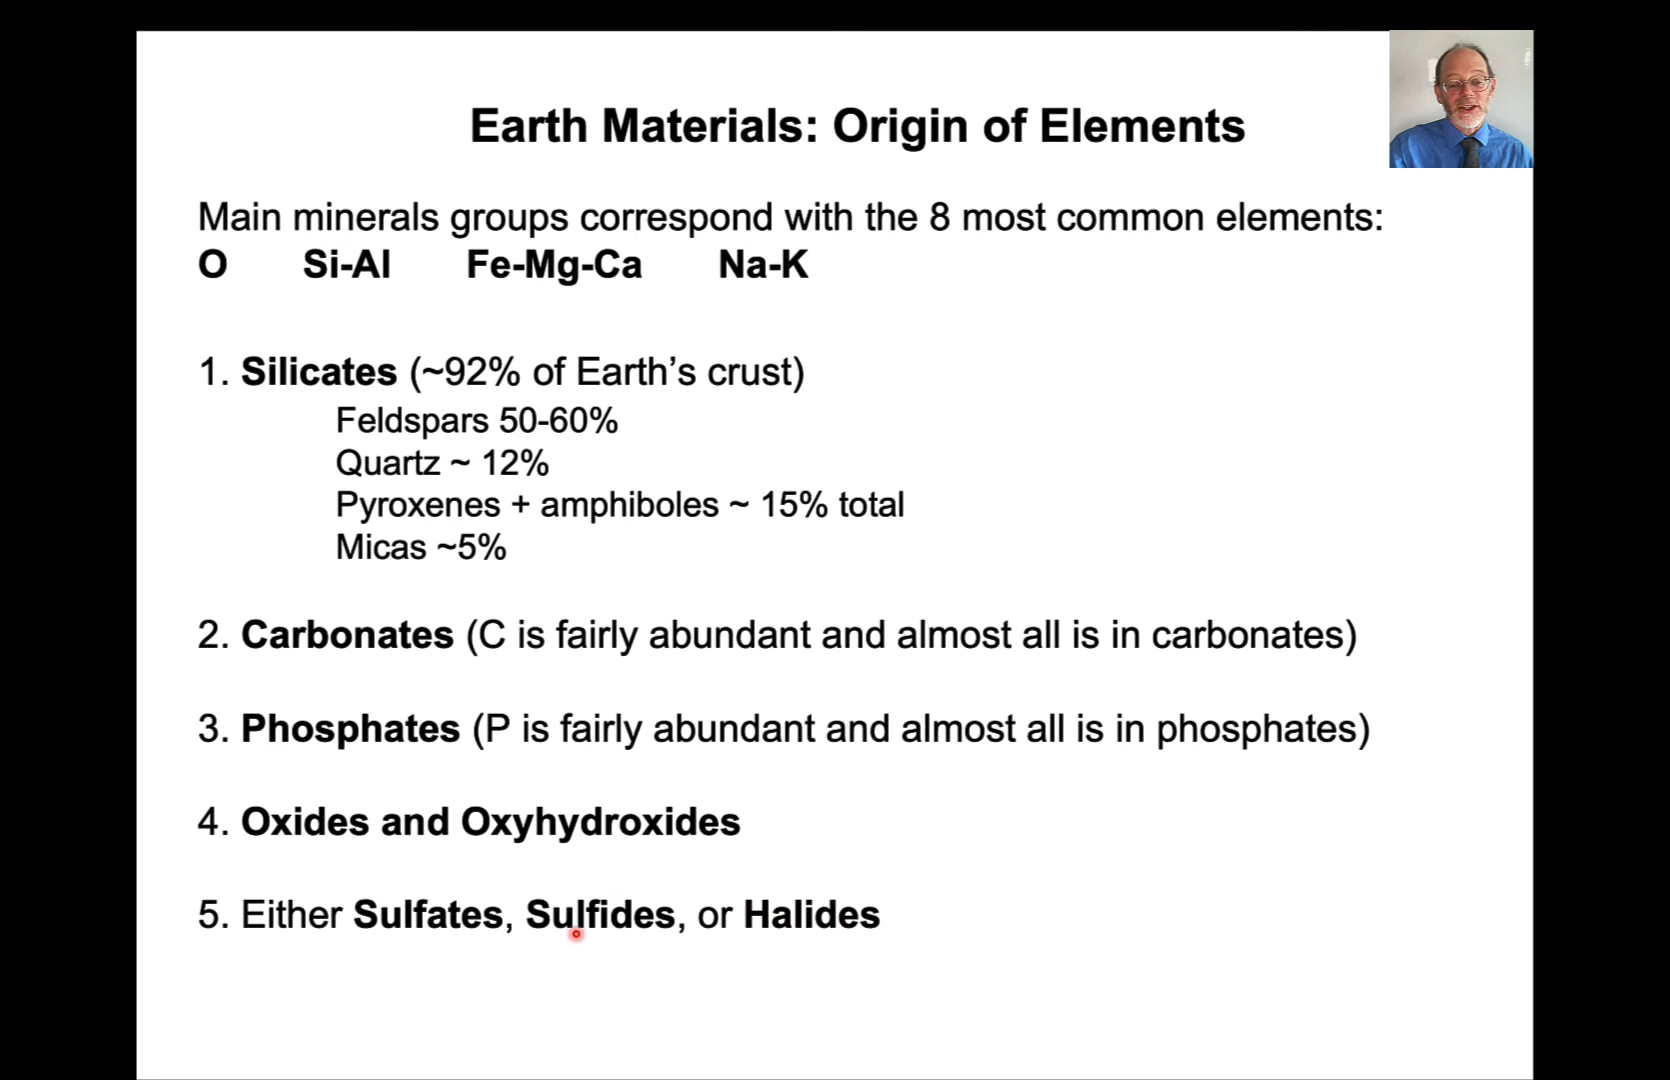 Earth Materials: Origin of Elements
Main minerals groups correspond with the 8 most common elements:
O Si-Al Fe-Mg-Ca Na-K
1. Silicates (~92% of Earth’s crust)
Feldspars 50-60%
Quartz ~ 12%
Pyroxenes + amphiboles ~ 15% total
Micas ~5%
2. Carbonates (C is fairly abundant and almost all is in carbonates)
3. Phosphates (P is fairly abundant and almost all is in phosphates)
4. Oxides and Oxyhydroxides
5. Either Sulfates, Sulfides, or Halides